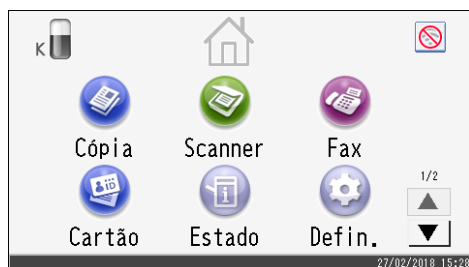 K
Cópia Scanner Fax
1/2
Cartão Estado Defin.
27/02/2018 15:28